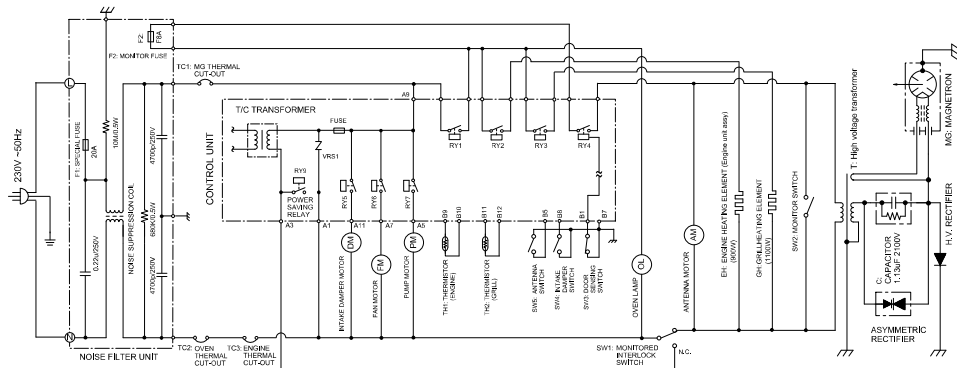 F2:
F8A
F2: MONITOR FUSE
TC1: MG THERMAL
CUT-OUT
L
230V ~50Hz
F1: SPECIAL FUSE
20A
10M/0.5W
NOISE SUPPRESSION COIL
680K/0.5W
4700p/250V
4700p/250V
0.22u/250V
N
NOISE FILTER UNIT
TC2: OVEN
THERMAL
CUT-OUT
TC3: ENGINE
THERMAL
CUT-OUT
CONTROL UNIT
T/C TRANSFORMER
FUSE
VRS1
RY9
POWER
SAVING
RELAY
RY5
RY6
RY7
A9
RY1
RY2
RY3
RY4
A3
A1
A11
A7
A5
B9
B10
B11
B12
B5
B8
B1
B7
DM
FM
PM
INTAKE DAMPER MOTOR
FAN MOTOR
PUMP MOTOR
TH1: THERMISTOR
(ENGINE)
TH2: THERMISTOR
(GRILL)
SW5: ANTENNA
SWITCH
SW4: INTAKE
DAMPER
SWITCH
SW3: DOOR
SENSING
SWITCH
OL
OVEN LAMP
SW1: MONITORED
INTERLOCK
SWITCH
N.C.
AM
ANTENNA MOTOR
EH: ENGINE HEATING ELEMENT (Engine unit assy)
(900W)
GH: GRILL HEATING ELEMENT
(1100W)
SW2: MONITOR SWITCH
T: High voltage transformer
MG: MAGNETRON
C: CAPACITOR
1.13uF 2100V
H.V. RECTIFIER
ASYMMETRIC
RECTIFIER